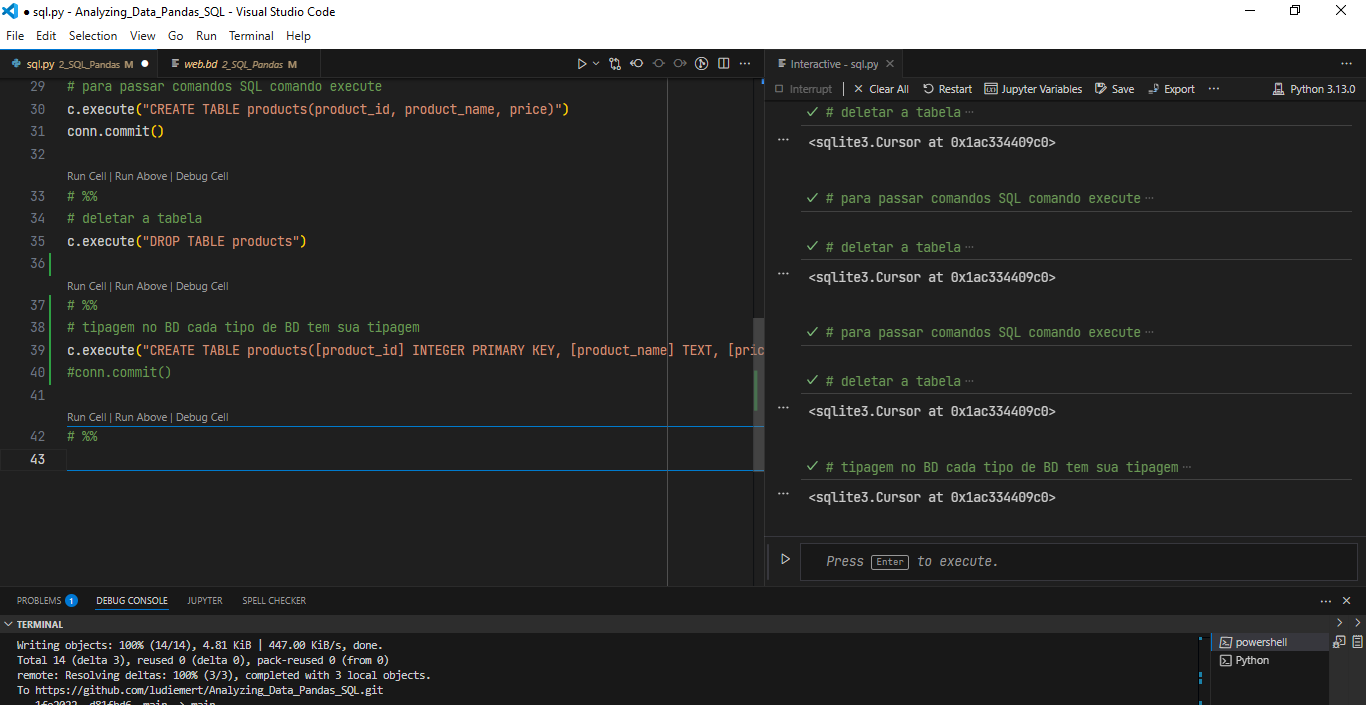 ● sql.py - Analyzing_Data_Pandas_SQL - Visual Studio Code
File Edit Selection View Go Run Terminal Help
sql.py 2_SQL_Pandas M ●
web.bd 2_SQL_Pandas M
29 # para passar comandos SQL comando execute
30 c.execute("CREATE TABLE products(product_id, product_name, price)")
31 conn.commit()
32
Run Cell | Run Above | Debug Cell
33 # %%
34 # deletar a tabela
35 c.execute("DROP TABLE products")
36
Run Cell | Run Above | Debug Cell
37 # %%
38 # tipagem no BD cada tipo de BD tem sua tipagem
39 c.execute("CREATE TABLE products([product_id] INTEGER PRIMARY KEY, [product_name] TEXT, [pric
40 #conn.commit()
41
Run Cell | Run Above | Debug Cell
42 # %%
43
Interactive - sql.py
Interrupt | Clear All Restart Jupyter Variables Save Export ··· Python 3.13.0
# deletar a tabela ···
<sqlite3.Cursor at 0x1ac334409c0>
# para passar comandos SQL comando execute ···
# deletar a tabela ···
<sqlite3.Cursor at 0x1ac334409c0>
# para passar comandos SQL comando execute ···
# deletar a tabela ···
<sqlite3.Cursor at 0x1ac334409c0>
# tipagem no BD cada tipo de BD tem sua tipagem ···
<sqlite3.Cursor at 0x1ac334409c0>
Press Enter to execute.
PROBLEMS 1 DEBUG CONSOLE JUPYTER SPELL CHECKER
TERMINAL
Writing objects: 100% (14/14), 4.81 KiB | 447.00 KiB/s, done.
Total 14 (delta 3), reused 0 (delta 0), pack-reused 0 (from 0)
remote: Resolving deltas: 100% (3/3), completed with 3 local objects.
To https://github.com/ludiemert/Analyzing_Data_Pandas_SQL.git
main -> main
powershell
Python